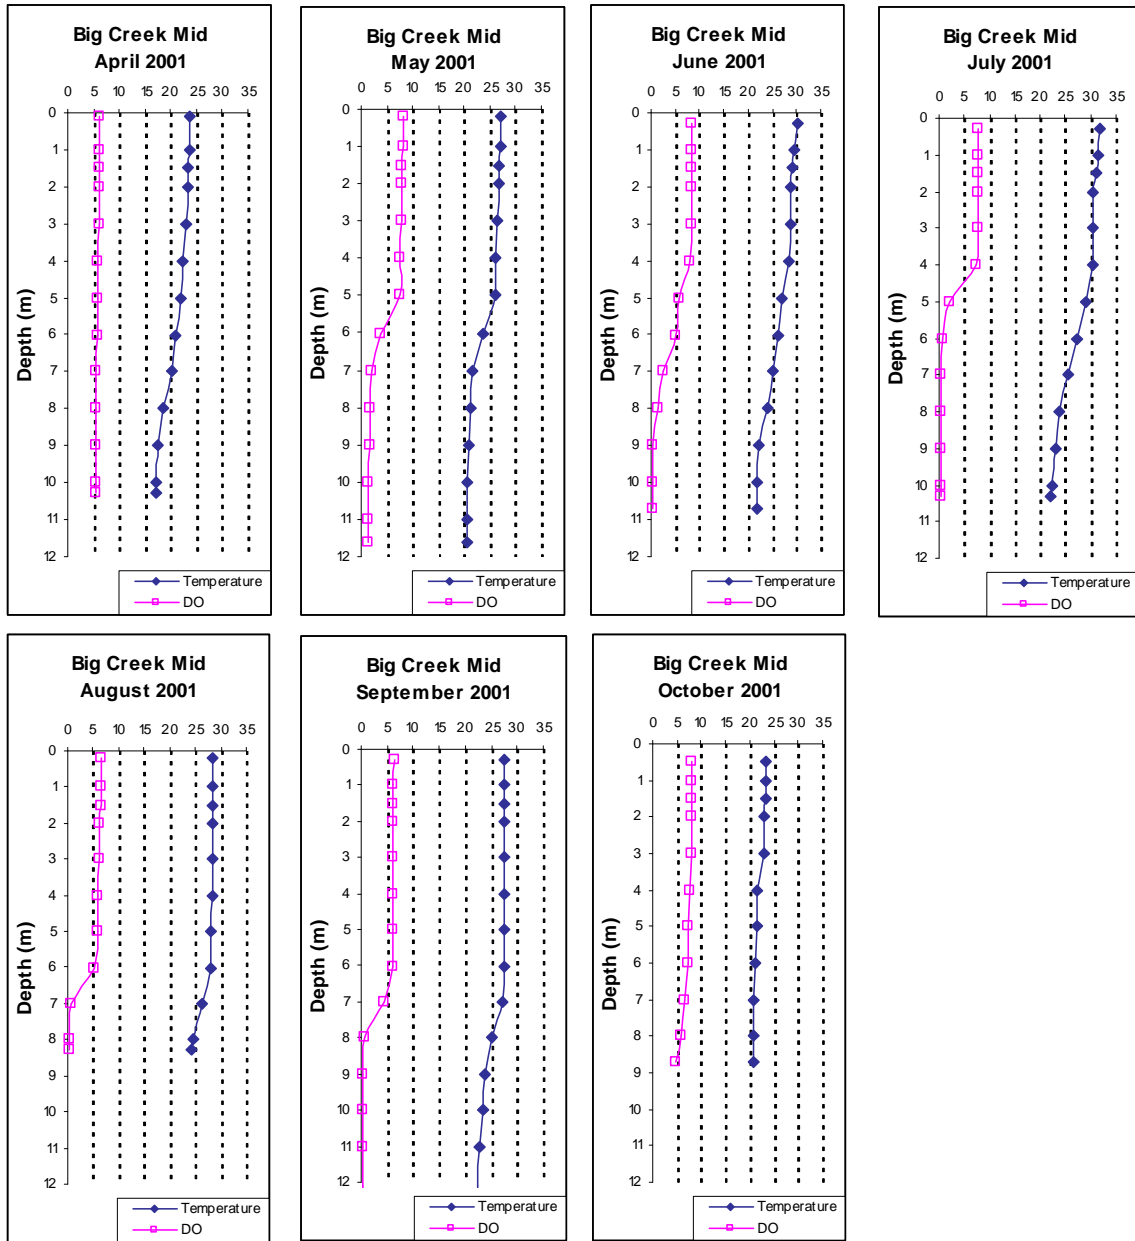 Big Creek Mid
April 2001
0 5 10 15 20 25 30 35
0
1
2
3
4
5
6
7
8
9
10
11
12
Depth (m)
Temperature
DO
Big Creek Mid
May 2001
0 5 10 15 20 25 30 35
0
1
2
3
4
5
6
7
8
9
10
11
12
Depth (m)
Temperature
DO
Big Creek Mid
June 2001
0 5 10 15 20 25 30 35
0
1
2
3
4
5
6
7
8
9
10
11
12
Depth (m)
Temperature
DO
Big Creek Mid
July 2001
0 5 10 15 20 25 30 35
0
1
2
3
4
5
6
7
8
9
10
11
12
Depth (m)
Temperature
DO
Big Creek Mid
August 2001
0 5 10 15 20 25 30 35
0
1
2
3
4
5
6
7
8
9
10
11
12
Depth (m)
Temperature
DO
Big Creek Mid
September 2001
0 5 10 15 20 25 30 35
0
1
2
3
4
5
6
7
8
9
10
11
12
Depth (m)
Temperature
DO
Big Creek Mid
October 2001
0 5 10 15 20 25 30 35
0
1
2
3
4
5
6
7
8
9
10
11
12
Depth (m)
Temperature
DO